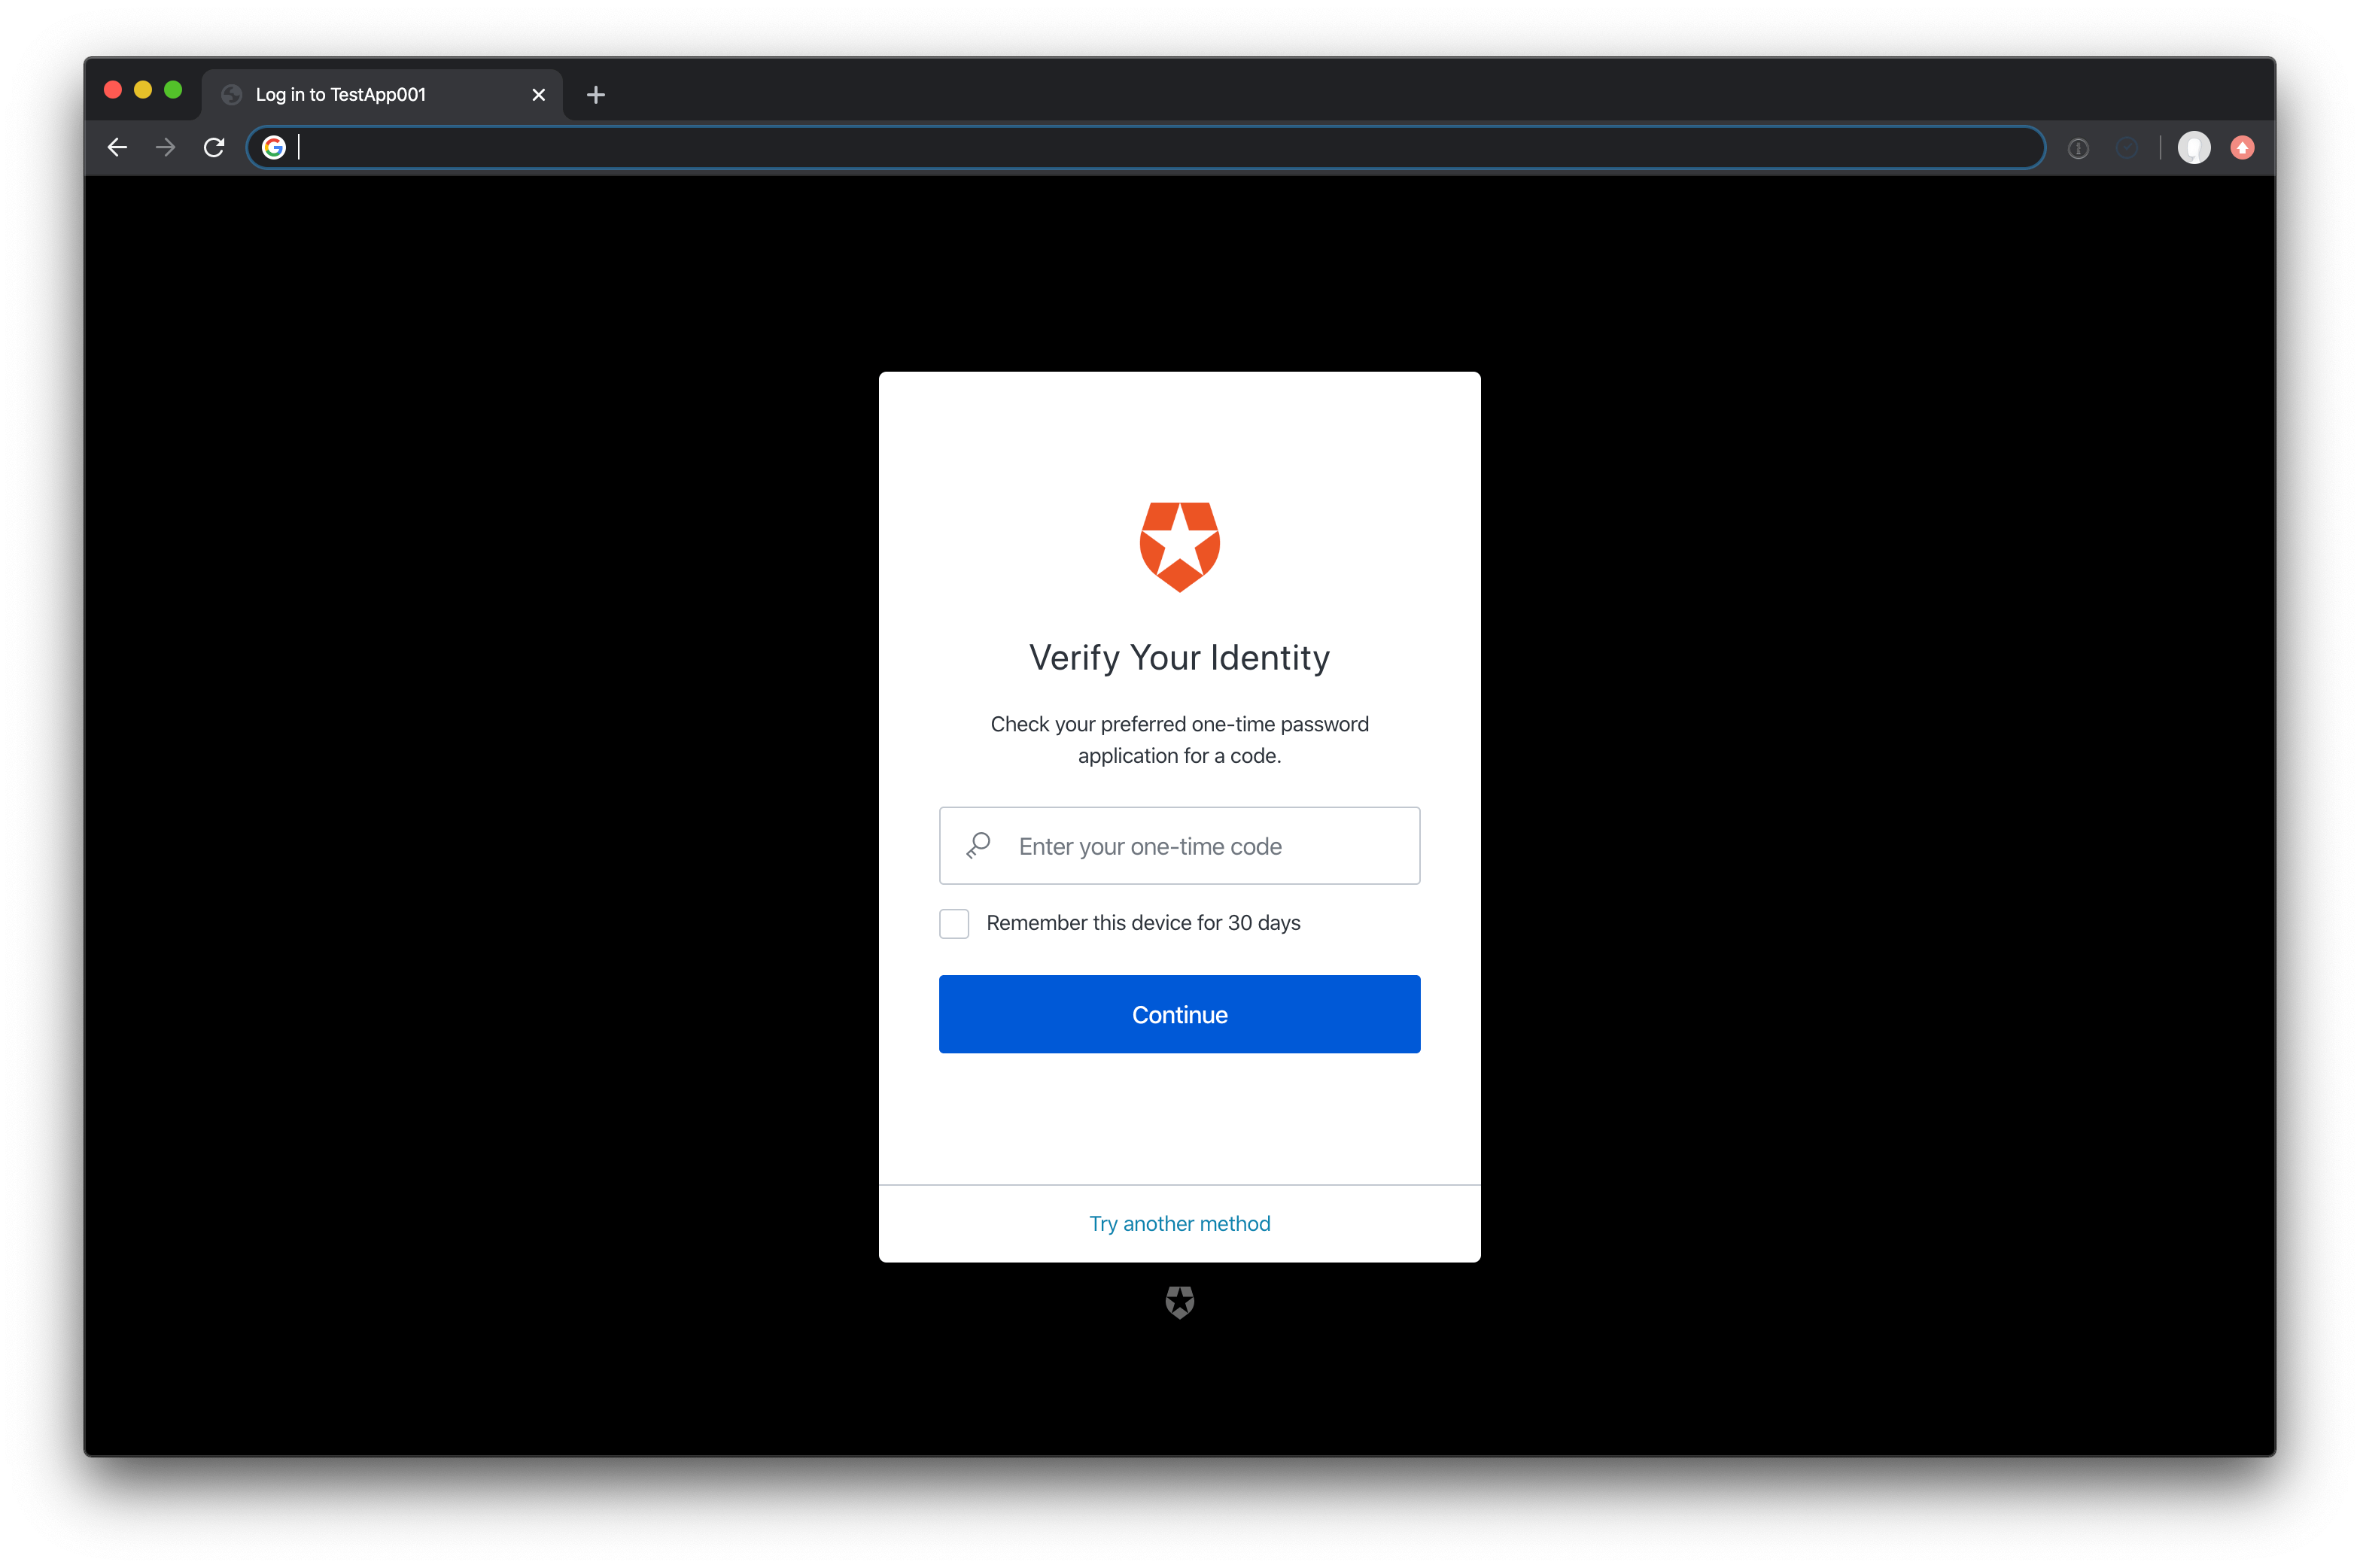 Log in to TestApp001
Verify Your Identity
Check your preferred one-time password
application for a code.
Enter your one-time code
Remember this device for 30 days
Continue
Try another method